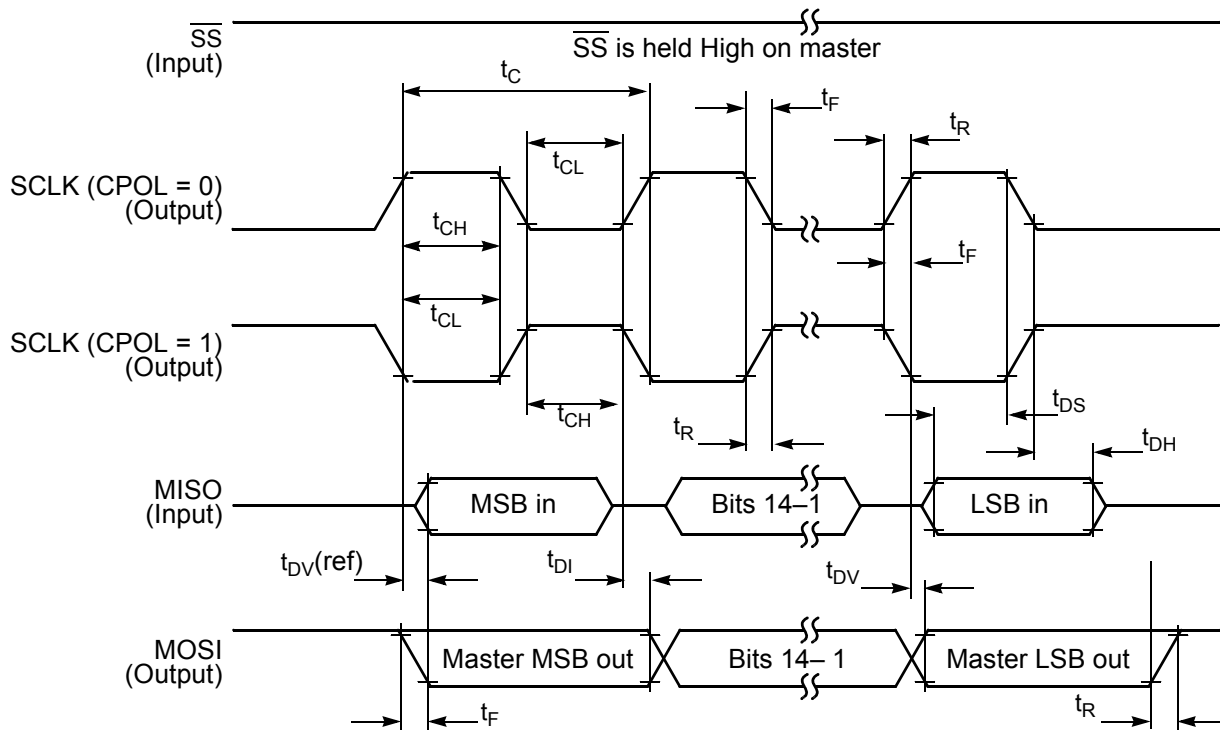 SS
(Input)
SS is held High on master
tC
tF
tR
tCL
SCLK (CPOL = 0)
(Output)
tCH
tF
tCL
SCLK (CPOL = 1)
(Output)
tCH
tDS
tR
tDH
MISO
(Input)
MSB in
Bits 14–1
LSB in
tDV(ref)
tDI
tDV
MOSI
(Output)
Master MSB out
Bits 14– 1
Master LSB out
tF
tR